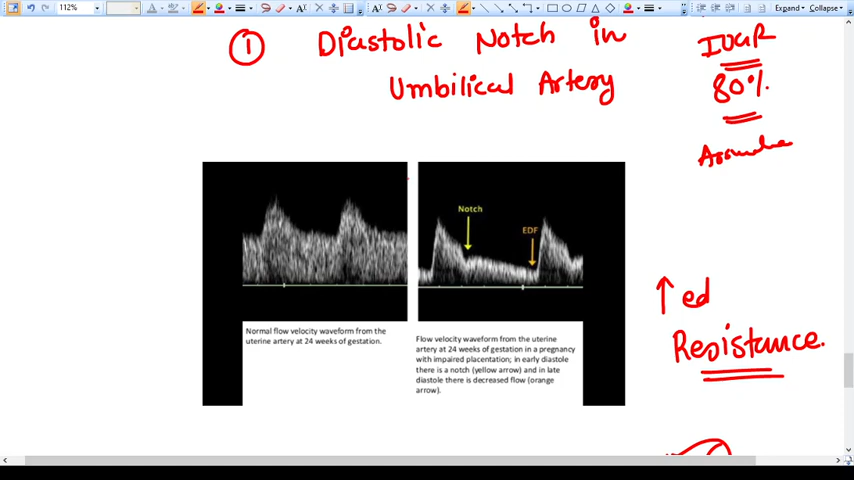 112%
Expand
Collapse
① Diastolic Notch in
Umbilical Artery
IUGR
80%
Notch
EDF
Normal flow velocity waveform from the
uterine artery at 24 weeks of gestation.
Flow velocity waveform from the uterine
artery at 24 weeks of gestation in a pregnancy
with impaired placentation; in early diastole
there is a notch (yellow arrow) and in late
diastole there is decreased flow (orange
arrow).
↑ ed
Resistance.